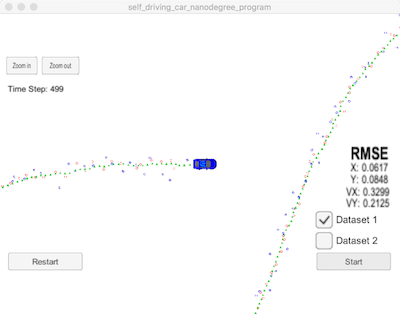 self_driving_car_nanodegree_program
Zoom in
Zoom out
Time Step: 499
RMSE
X: 0.0617
Y: 0.0848
VX: 0.3299
VY: 0.2125
Dataset 1
Dataset 2
Restart
Start